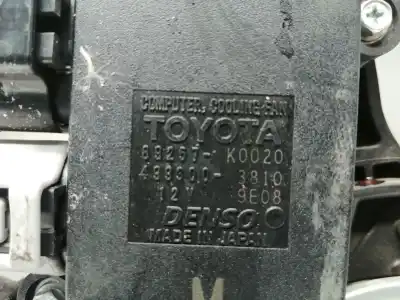 COMPUTER, COOLING FAN
TOYOTA
89257-K0020
499300-3810
12V 9E08
DENSO
MADE IN JAPAN
M